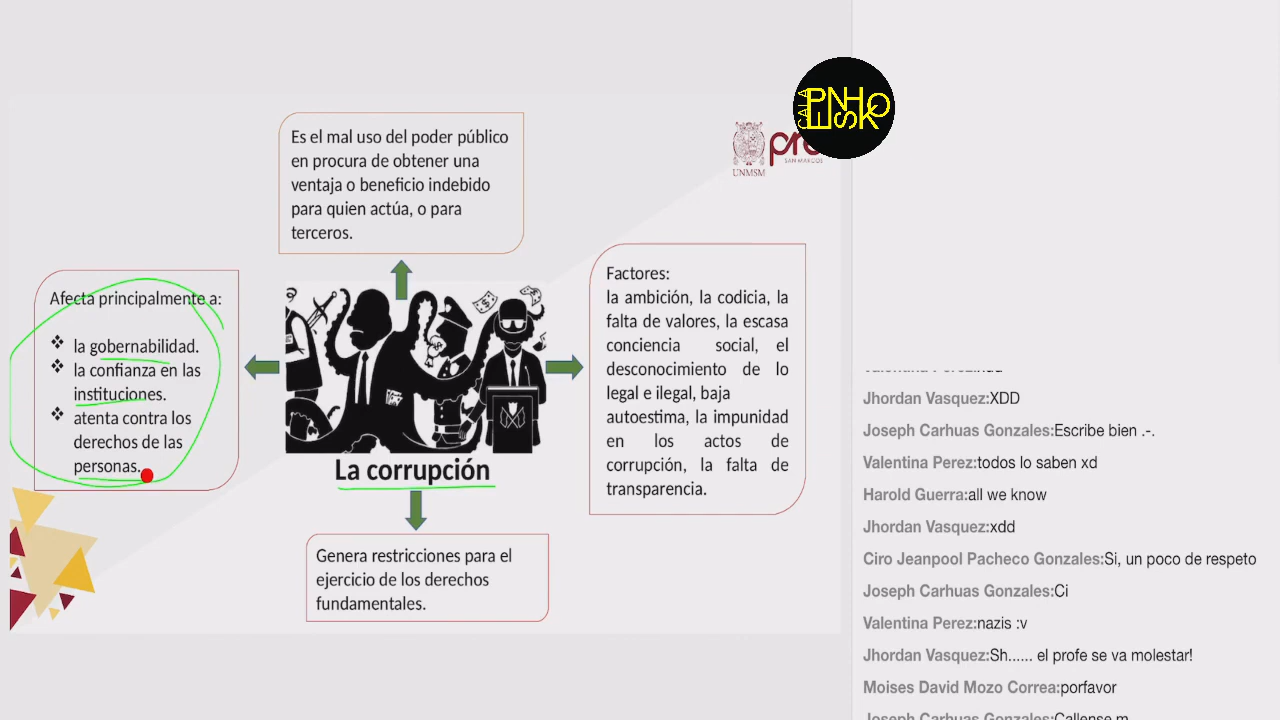 Es el mal uso del poder público
en procura de obtener una
ventaja o beneficio indebido
para quien actúa, o para
terceros.
UNMSM
SAN MARCOS
Afecta principalmente a:
❖ la gobernabilidad.
❖ la confianza en las
instituciones.
❖ atenta contra los
derechos de las
personas.
La corrupción
Factores:
la ambición, la codicia, la
falta de valores, la escasa
conciencia social, el
desconocimiento de lo
legal e ilegal, baja
autoestima, la impunidad
en los actos de
corrupción, la falta de
transparencia.
Genera restricciones para el
ejercicio de los derechos
fundamentales.
Jhordan Vasquez:XDD
Joseph Carhuas Gonzales:Escribe bien .-.
Valentina Perez:todos lo saben xd
Harold Guerra:all we know
Jhordan Vasquez:xdd
Ciro Jeanpool Pacheco Gonzales:Si, un poco de respeto
Joseph Carhuas Gonzales:Ci
Valentina Perez:nazis :v
Jhordan Vasquez:Sh...... el profe se va molestar!
Moises David Mozo Correa:porfavor
Joseph Carhuas Gonzales:Callense m